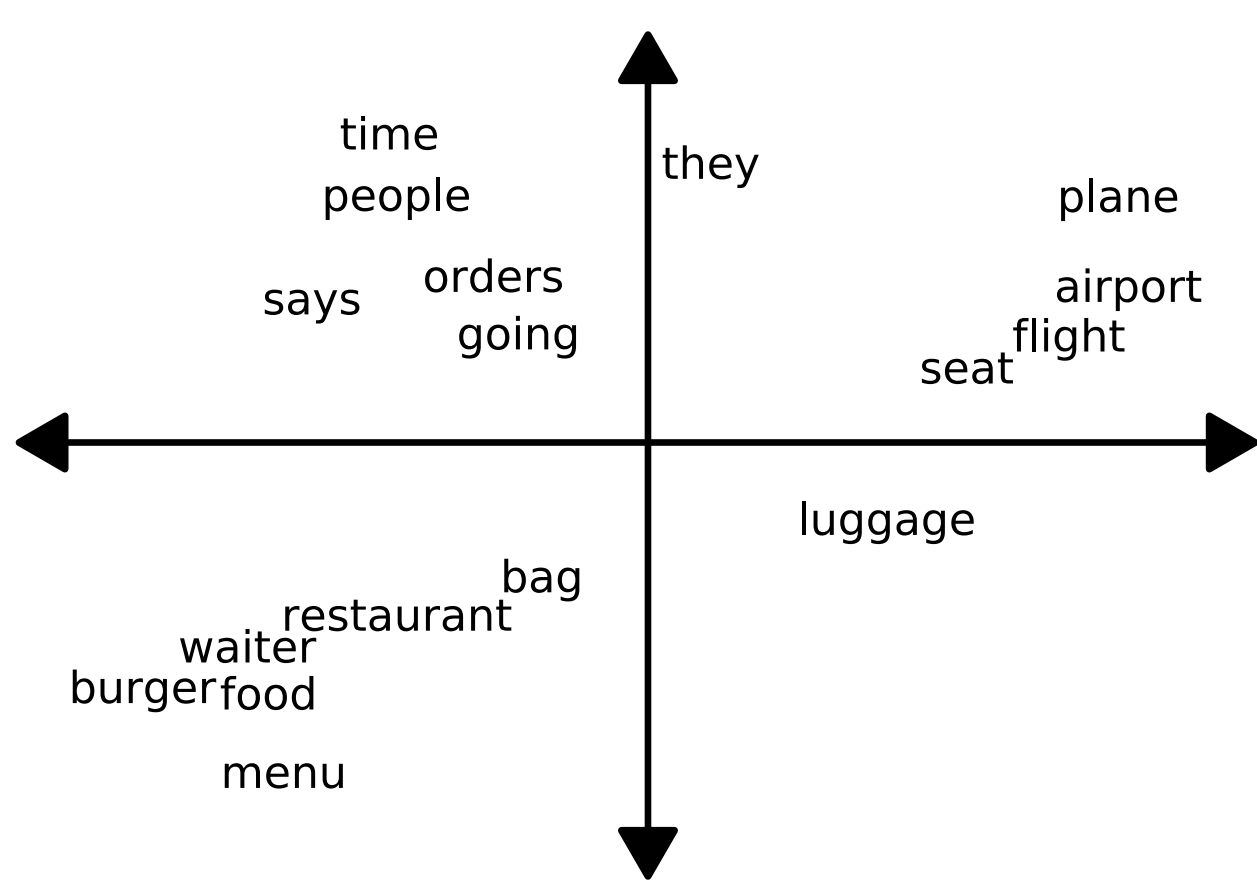 time
they
people
plane
orders
says
airport
going
flight
seat
luggage
bag
restaurant
waiter
burger
food
menu